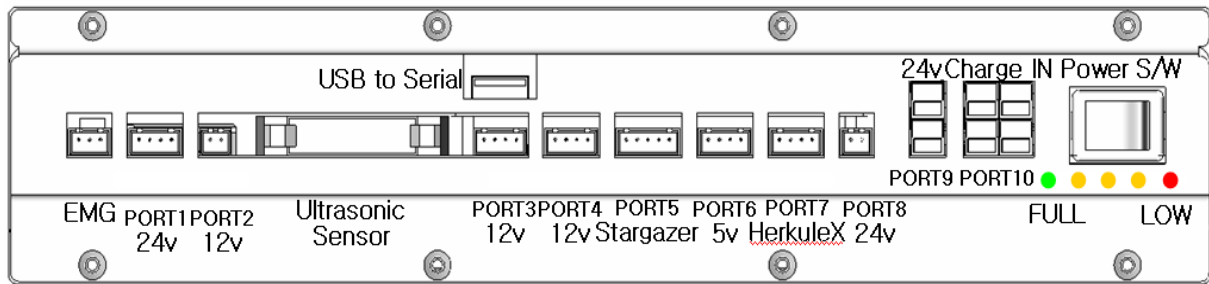 24v Charge IN Power S/W
USB to Serial
PORT9 PORT10
EMG PORT1 PORT2 Ultrasonic PORT3 PORT4 PORT5 PORT6 PORT7 PORT8 FULL LOW
24v 12v Sensor 12v 12v Stargazer 5v HerkuleX 24v